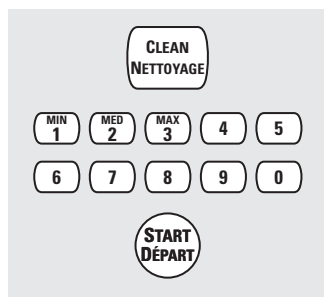 CLEAN
NETTOYAGE
MIN MED MAX
1 2 3 4 5
6 7 8 9 0
START
DÉPART